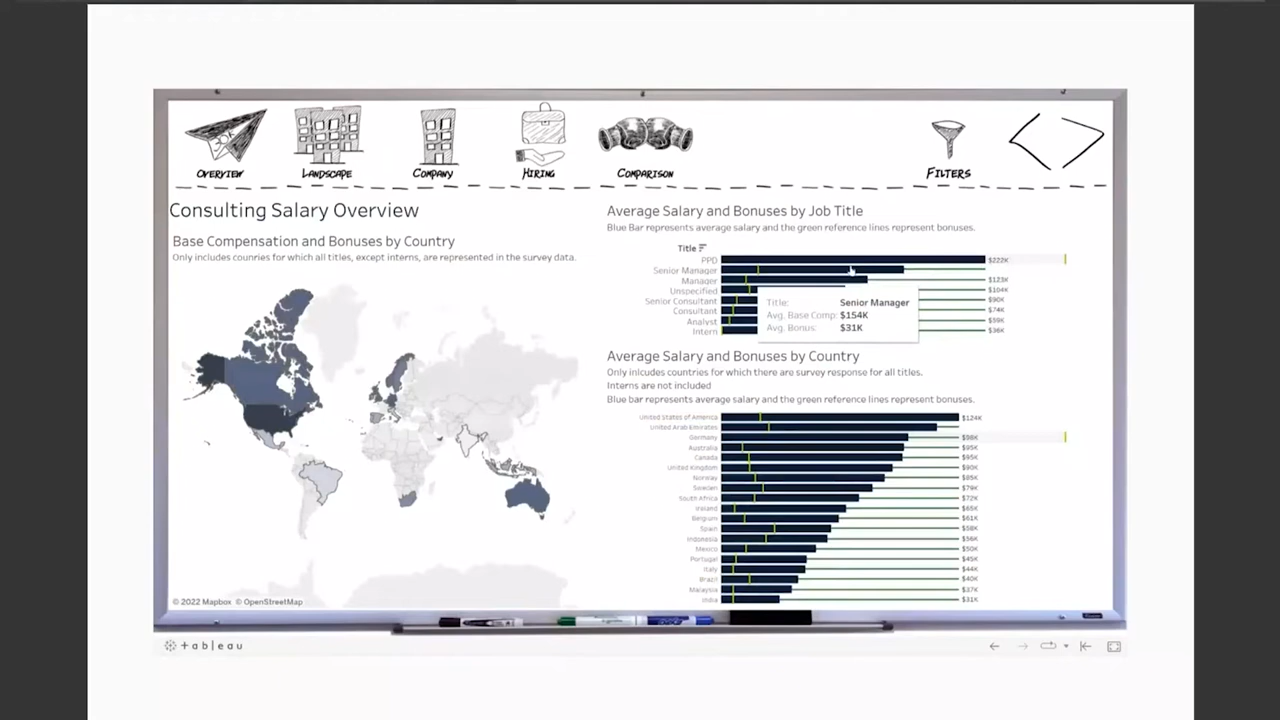 OVERVIEW
LANDSCAPE
COMPANY
HIRING
COMPARISON
FILTERS
Consulting Salary Overview
Base Compensation and Bonuses by Country
Only includes counries for which all titles, except interns, are represented in the survey data.
© 2022 Mapbox © OpenStreetMap
Average Salary and Bonuses by Job Title
Blue Bar represents average salary and the green reference lines represent bonuses.
Title
PPD $222K
Senior Manager
Manager $123K
Unspecified $104K
Senior Consultant $90K
Consultant $74K
Analyst $59K
Intern $36K
Title: Senior Manager
Avg. Base Comp: $154K
Avg. Bonus: $31K
Average Salary and Bonuses by Country
Only inlcudes countries for which there are survey response for all titles.
Interns are not included
Blue bar represents average salary and the green reference lines represent bonuses.
United States of America $124K
United Arab Emirates
Germany $98K
Australia $95K
Canada $95K
United Kingdom $90K
Norway $85K
Sweden $79K
South Africa $72K
Ireland $65K
Belgium $61K
Spain $58K
Indonesia $56K
Mexico $50K
Portugal $45K
Italy $44K
Brazil $40K
Malaysia $37K
India $31K
+ableau